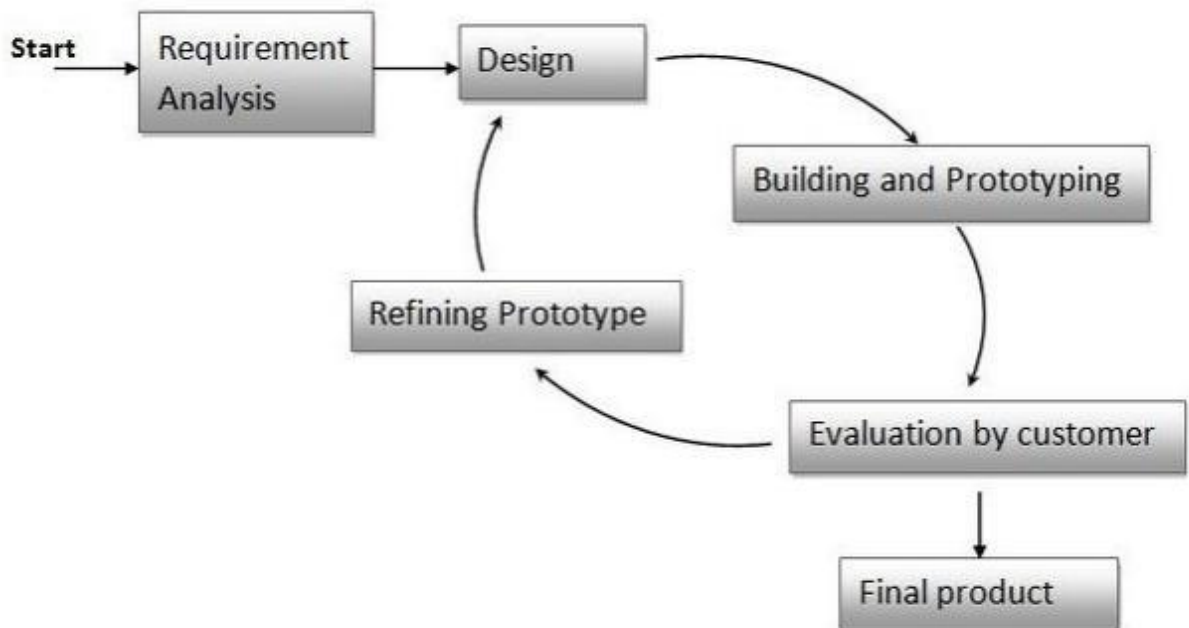 Start
Requirement
Analysis
Design
Building and Prototyping
Refining Prototype
Evaluation by customer
Final product